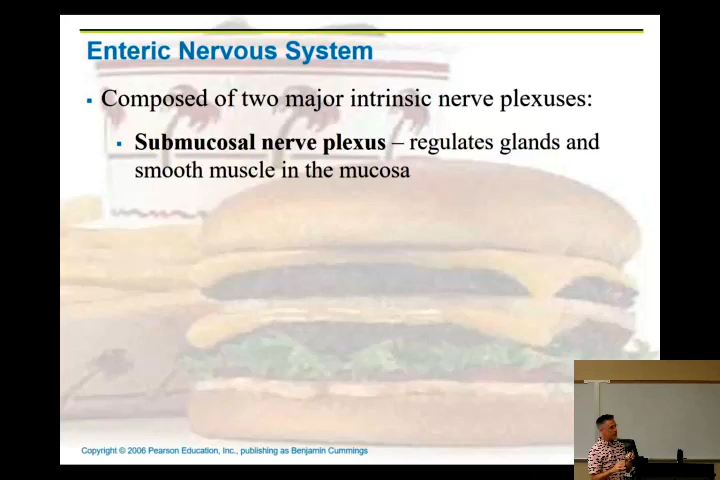 Enteric Nervous System
▪ Composed of two major intrinsic nerve plexuses:
▪ Submucosal nerve plexus – regulates glands and
smooth muscle in the mucosa
Copyright © 2006 Pearson Education, Inc., publishing as Benjamin Cummings